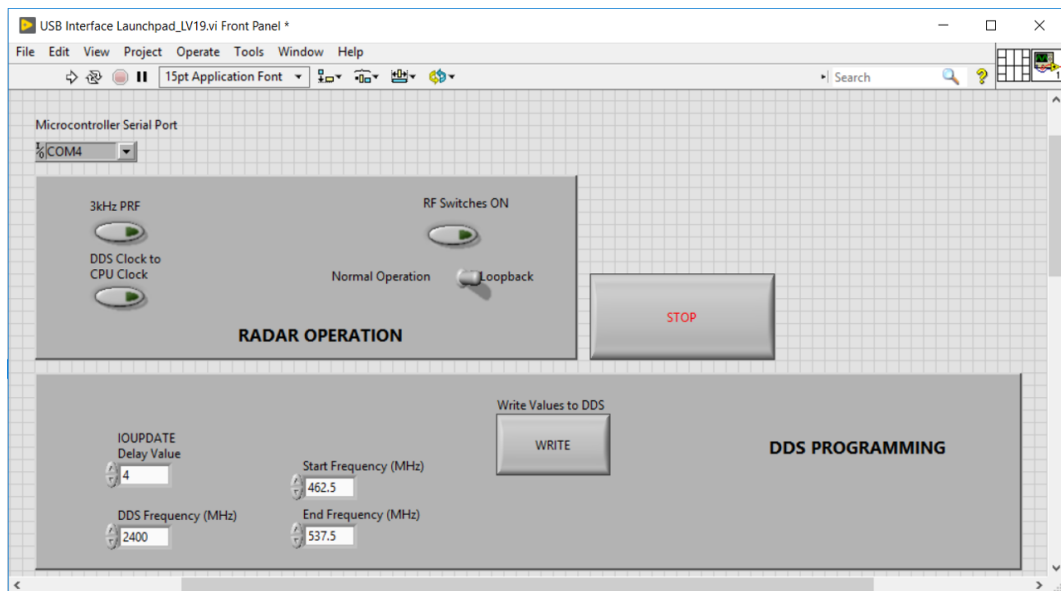 USB Interface Launchpad_LV19.vi Front Panel *
File Edit View Project Operate Tools Window Help
15pt Application Font
Search
Microcontroller Serial Port
COM4
3kHz PRF
RF Switches ON
DDS Clock to
CPU Clock
Normal Operation
Loopback
RADAR OPERATION
STOP
Write Values to DDS
WRITE
DDS PROGRAMMING
IOUPDATE
Delay Value
4
Start Frequency (MHz)
462.5
DDS Frequency (MHz)
2400
End Frequency (MHz)
537.5